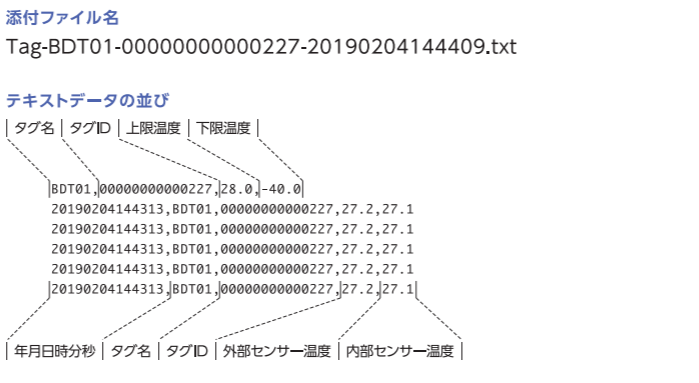 添付ファイル名
Tag-BDT01-00000000000227-20190204144409.txt
テキストデータの並び
タグ名 タグID 上限温度 下限温度
BDT01,00000000000227,28.0,-40.0
20190204144313,BDT01,00000000000227,27.2,27.1
20190204144313,BDT01,00000000000227,27.2,27.1
20190204144313,BDT01,00000000000227,27.2,27.1
20190204144313,BDT01,00000000000227,27.2,27.1
20190204144313,BDT01,00000000000227,27.2,27.1
年月日時分秒 タグ名 タグID 外部センサー温度 内部センサー温度